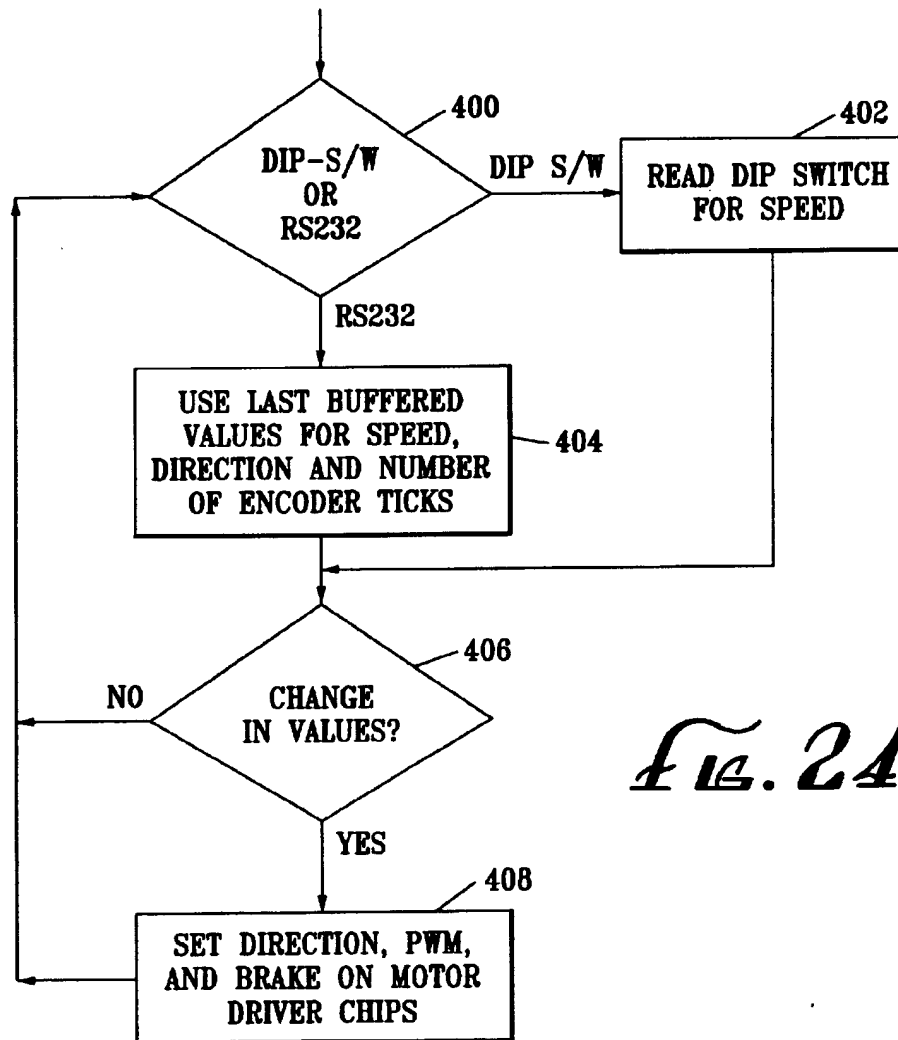 400
DIP-S/W
OR
RS232
DIP S/W
402
READ DIP SWITCH
FOR SPEED
RS232
USE LAST BUFFERED
VALUES FOR SPEED,
DIRECTION AND NUMBER
OF ENCODER TICKS
404
406
CHANGE
IN VALUES?
NO
YES
FIG. 24
408
SET DIRECTION, PWM,
AND BRAKE ON MOTOR
DRIVER CHIPS